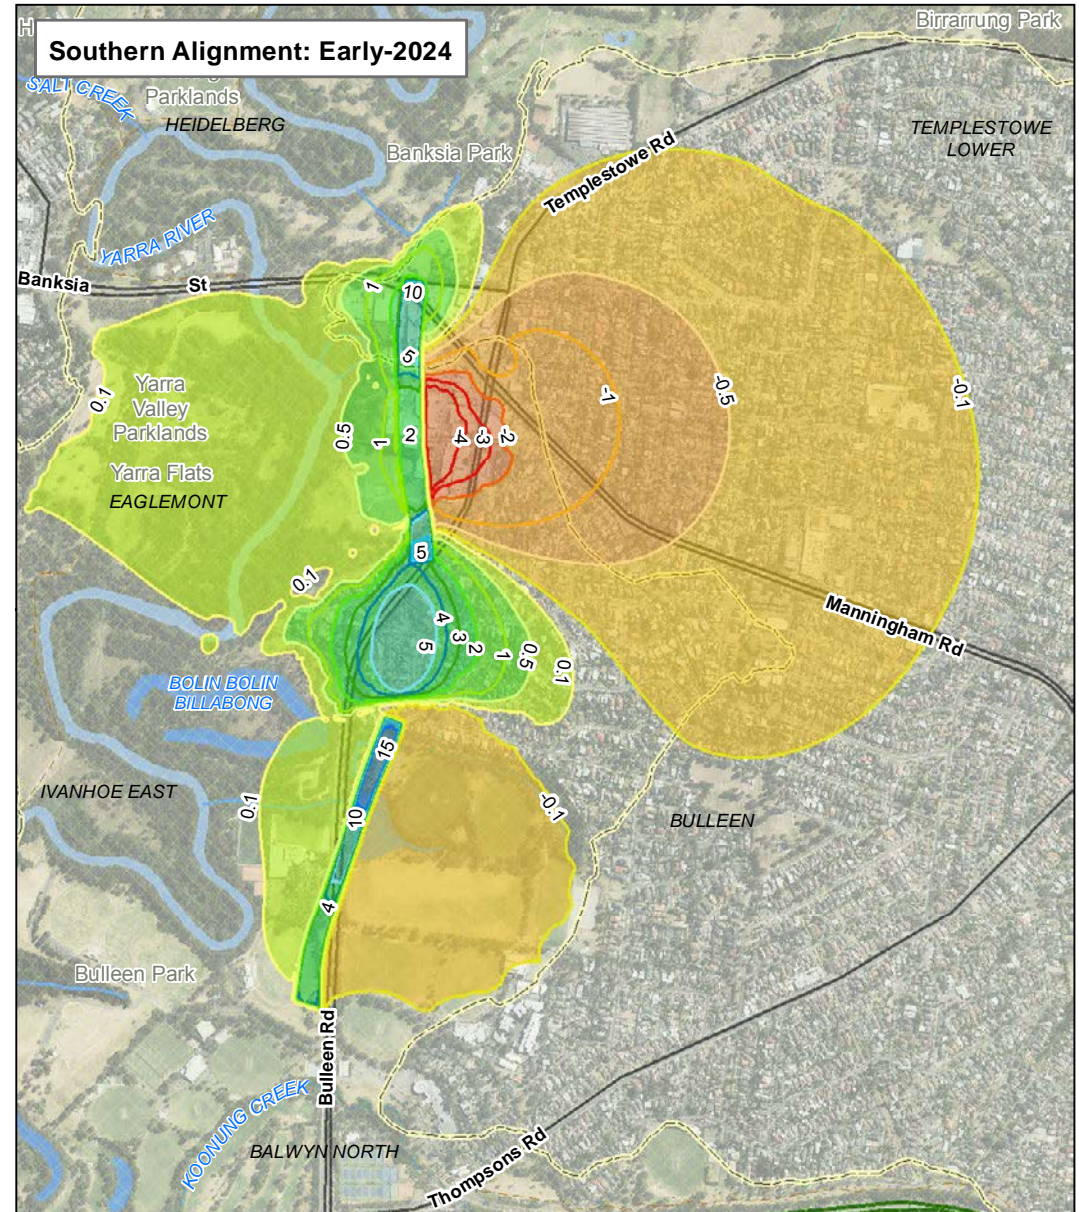 Birrarrung Park
H
Southern Alignment: Early-2024
SALT CREEK
Parklands
HEIDELBERG
Banksia Park
TEMPLESTOWE
LOWER
Templestowe Rd
YARRA RIVER
Banksia St
1
10
5
0.1
Yarra
Valley
Parklands
Yarra Flats
EAGLEMONT
0.5
1
2
-4
-3
-2
-1
-0.5
-0.1
5
0.1
Manningham Rd
4
3
2
1
0.5
0.1
5
BOLIN BOLIN
BILLABONG
15
IVANHOE EAST
0.1
10
-0.1
BULLEEN
4
Bulleen Park
Bulleen Rd
KOONUNG CREEK
BALWYN NORTH
Thompsons Rd